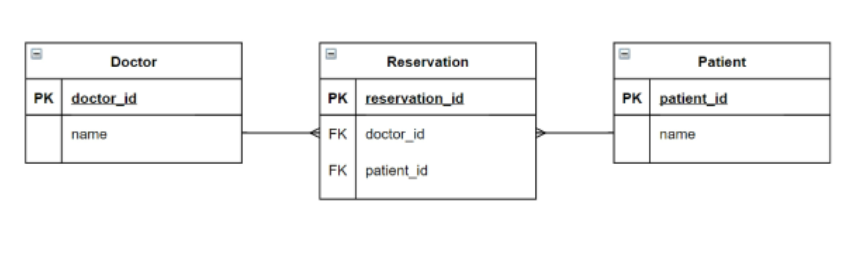 Doctor
PK doctor_id
name
Reservation
PK reservation_id
FK doctor_id
FK patient_id
Patient
PK patient_id
name